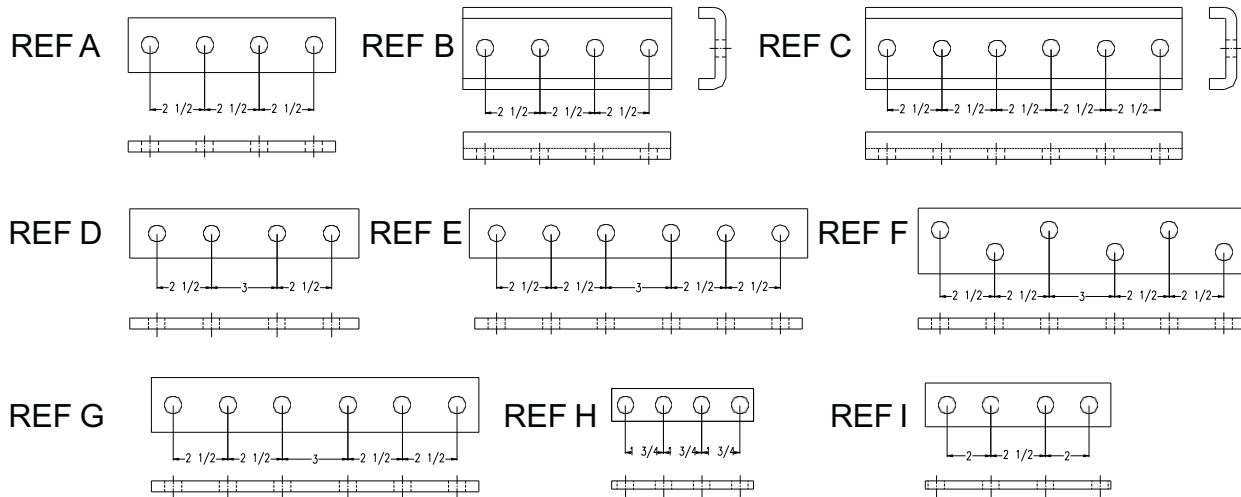 REF A
2 1/2 2 1/2 2 1/2
REF B
2 1/2 2 1/2 2 1/2
REF C
2 1/2 2 1/2 2 1/2 2 1/2 2 1/2
REF D
2 1/2 3 2 1/2
REF E
2 1/2 2 1/2 3 2 1/2 2 1/2
REF F
2 1/2 2 1/2 3 2 1/2 2 1/2
REF G
2 1/2 2 1/2 3 2 1/2 2 1/2
REF H
1 3/4 1 3/4 1 3/4
REF I
2 2 1/2 2